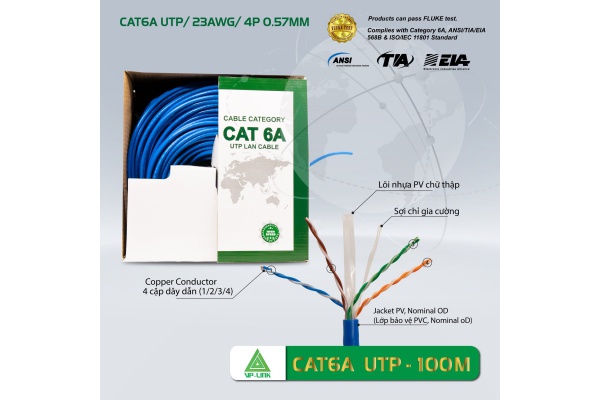 CAT6A UTP/ 23AWG/ 4P 0.57MM
FLUKE TEST
Products can pass FLUKE test.
Complies with Category 6A, ANSI/TIA/EIA
568B & ISO/IEC 11801 Standard
ANSI
TIA
EIA
CABLE CATEGORY
CAT 6A
UTP LAN CABLE
Lõi nhựa PV chữ thập
Sợi chỉ gia cường
Copper Conductor
4 cặp dây dẫn (1/2/3/4)
Jacket PV, Nominal OD
(Lớp bảo vệ PVC, Nominal oD)
VP-LINK
CAT6A UTP - 100M